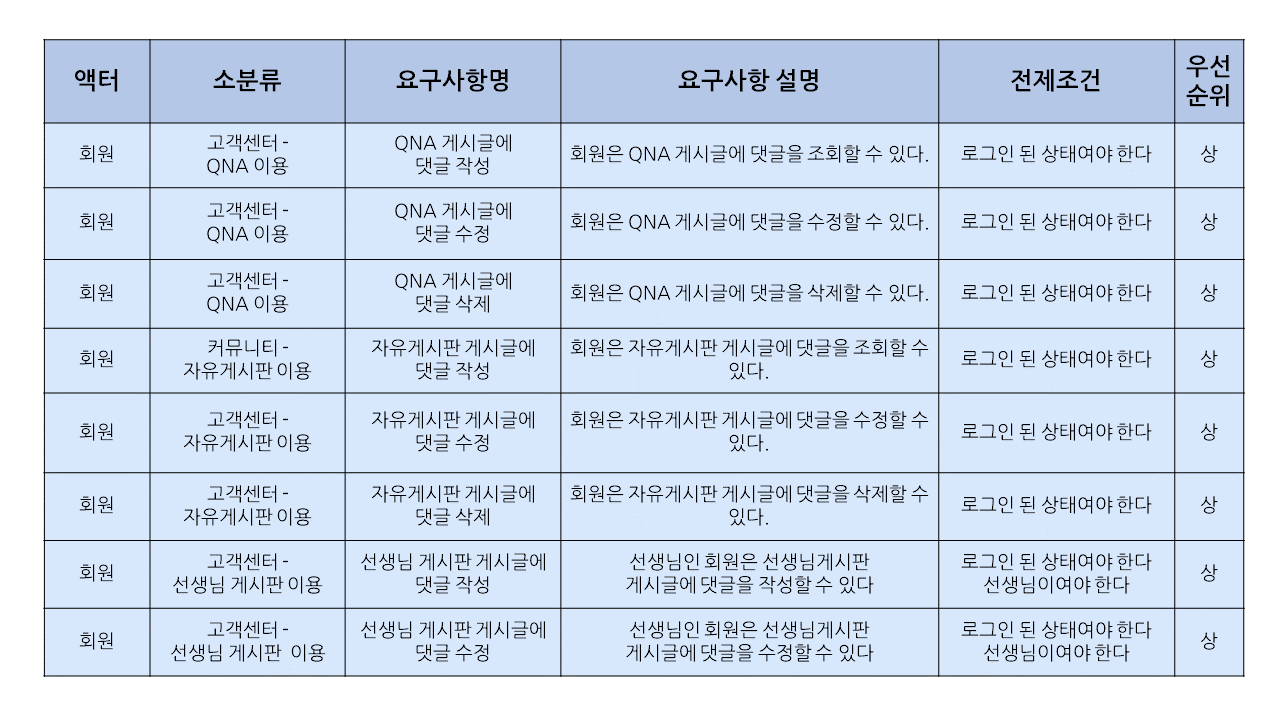 액터 소분류 요구사항명 요구사항 설명 전제조건 우선
순위
회원 고객센터 -
QNA 이용 QNA 게시글에
댓글 작성 회원은 QNA 게시글에 댓글을 조회할 수 있다. 로그인 된 상태여야 한다 상
회원 고객센터 -
QNA 이용 QNA 게시글에
댓글 수정 회원은 QNA 게시글에 댓글을 수정할 수 있다. 로그인 된 상태여야 한다 상
회원 고객센터 -
QNA 이용 QNA 게시글에
댓글 삭제 회원은 QNA 게시글에 댓글을 삭제할 수 있다. 로그인 된 상태여야 한다 상
회원 커뮤니티 -
자유게시판 이용 자유게시판 게시글에
댓글 작성 회원은 자유게시판 게시글에 댓글을 조회할 수
있다. 로그인 된 상태여야 한다 상
회원 고객센터 -
자유게시판 이용 자유게시판 게시글에
댓글 수정 회원은 자유게시판 게시글에 댓글을 수정할 수
있다. 로그인 된 상태여야 한다 상
회원 고객센터 -
자유게시판 이용 자유게시판 게시글에
댓글 삭제 회원은 자유게시판 게시글에 댓글을 삭제할 수
있다. 로그인 된 상태여야 한다 상
회원 고객센터 -
선생님 게시판 이용 선생님 게시판 게시글에
댓글 작성 선생님인 회원은 선생님게시판
게시글에 댓글을 작성할 수 있다 로그인 된 상태여야 한다
선생님이여야 한다 상
회원 고객센터 -
선생님 게시판 이용 선생님 게시판 게시글에
댓글 수정 선생님인 회원은 선생님게시판
게시글에 댓글을 수정할 수 있다 로그인 된 상태여야 한다
선생님이여야 한다 상